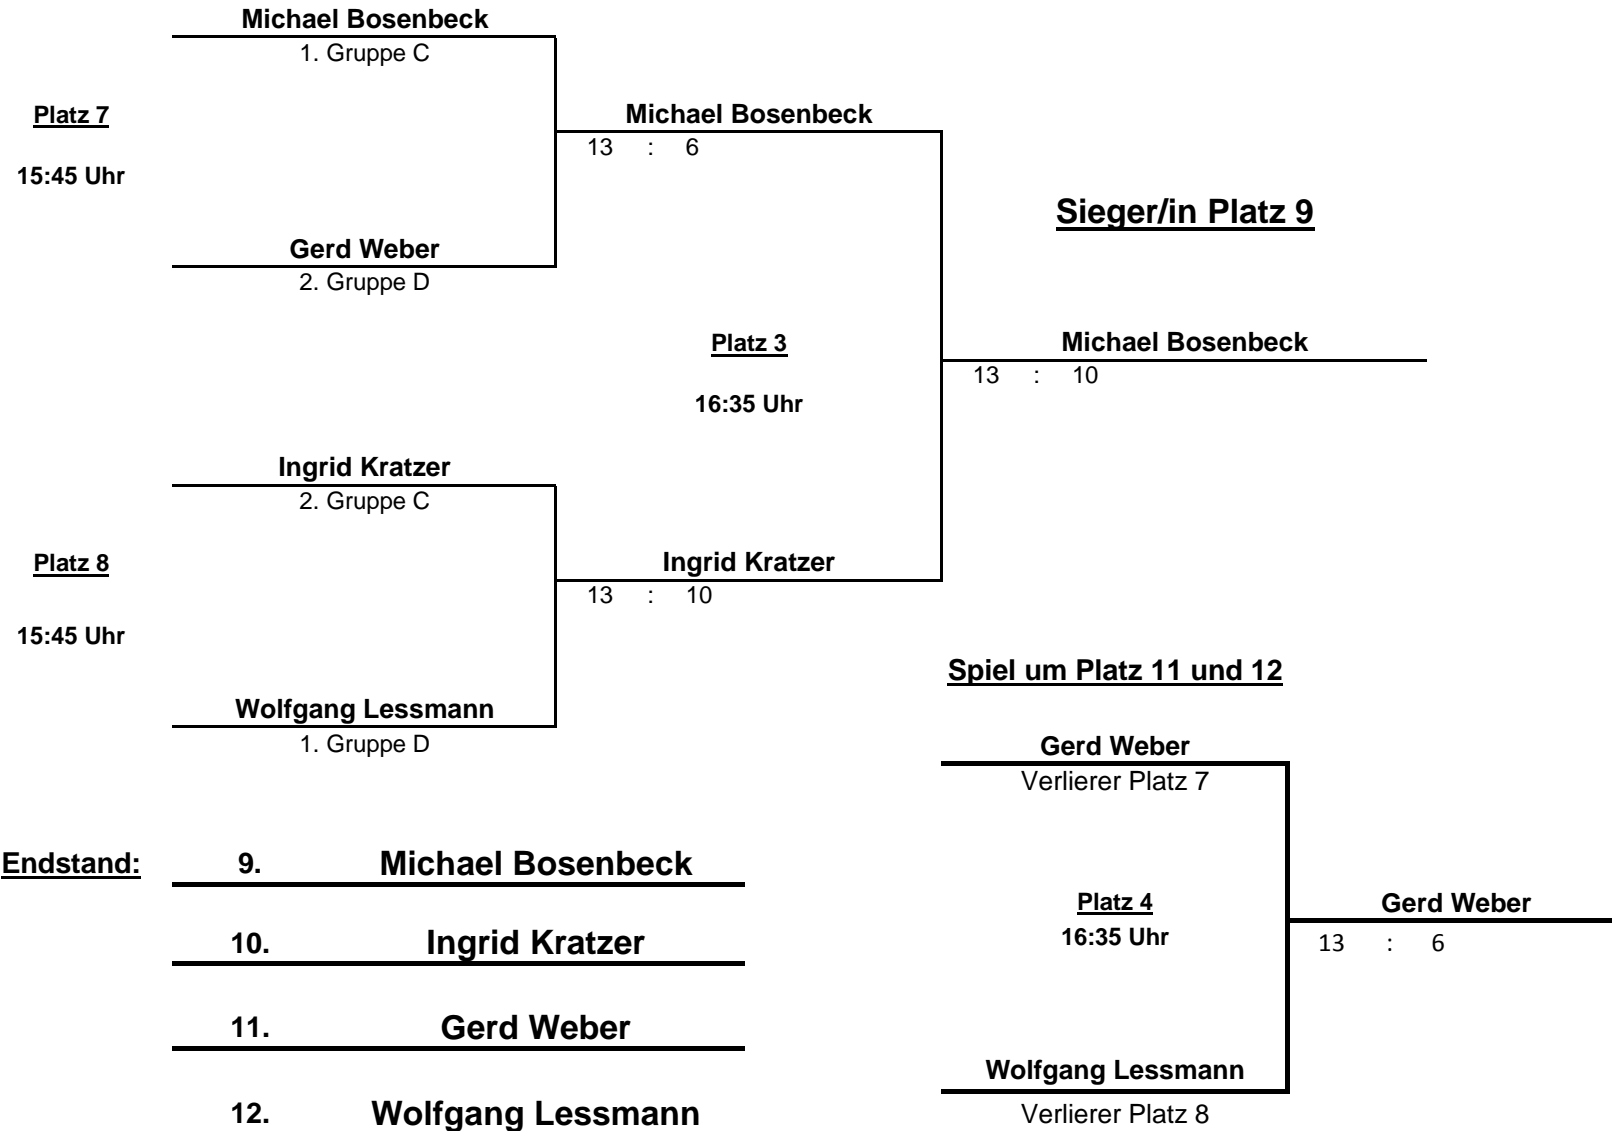 Michael Bosenbeck
1. Gruppe C
Platz 7
Michael Bosenbeck
13 : 6
15:45 Uhr
Sieger/in Platz 9
Gerd Weber
2. Gruppe D
Platz 3
Michael Bosenbeck
13 : 10
16:35 Uhr
Ingrid Kratzer
2. Gruppe C
Platz 8
Ingrid Kratzer
13 : 10
15:45 Uhr
Spiel um Platz 11 und 12
Wolfgang Lessmann
1. Gruppe D
Gerd Weber
Verlierer Platz 7
Endstand: 9. Michael Bosenbeck
Platz 4
Gerd Weber
16:35 Uhr
13 : 6
10. Ingrid Kratzer
11. Gerd Weber
Wolfgang Lessmann
12. Wolfgang Lessmann
Verlierer Platz 8